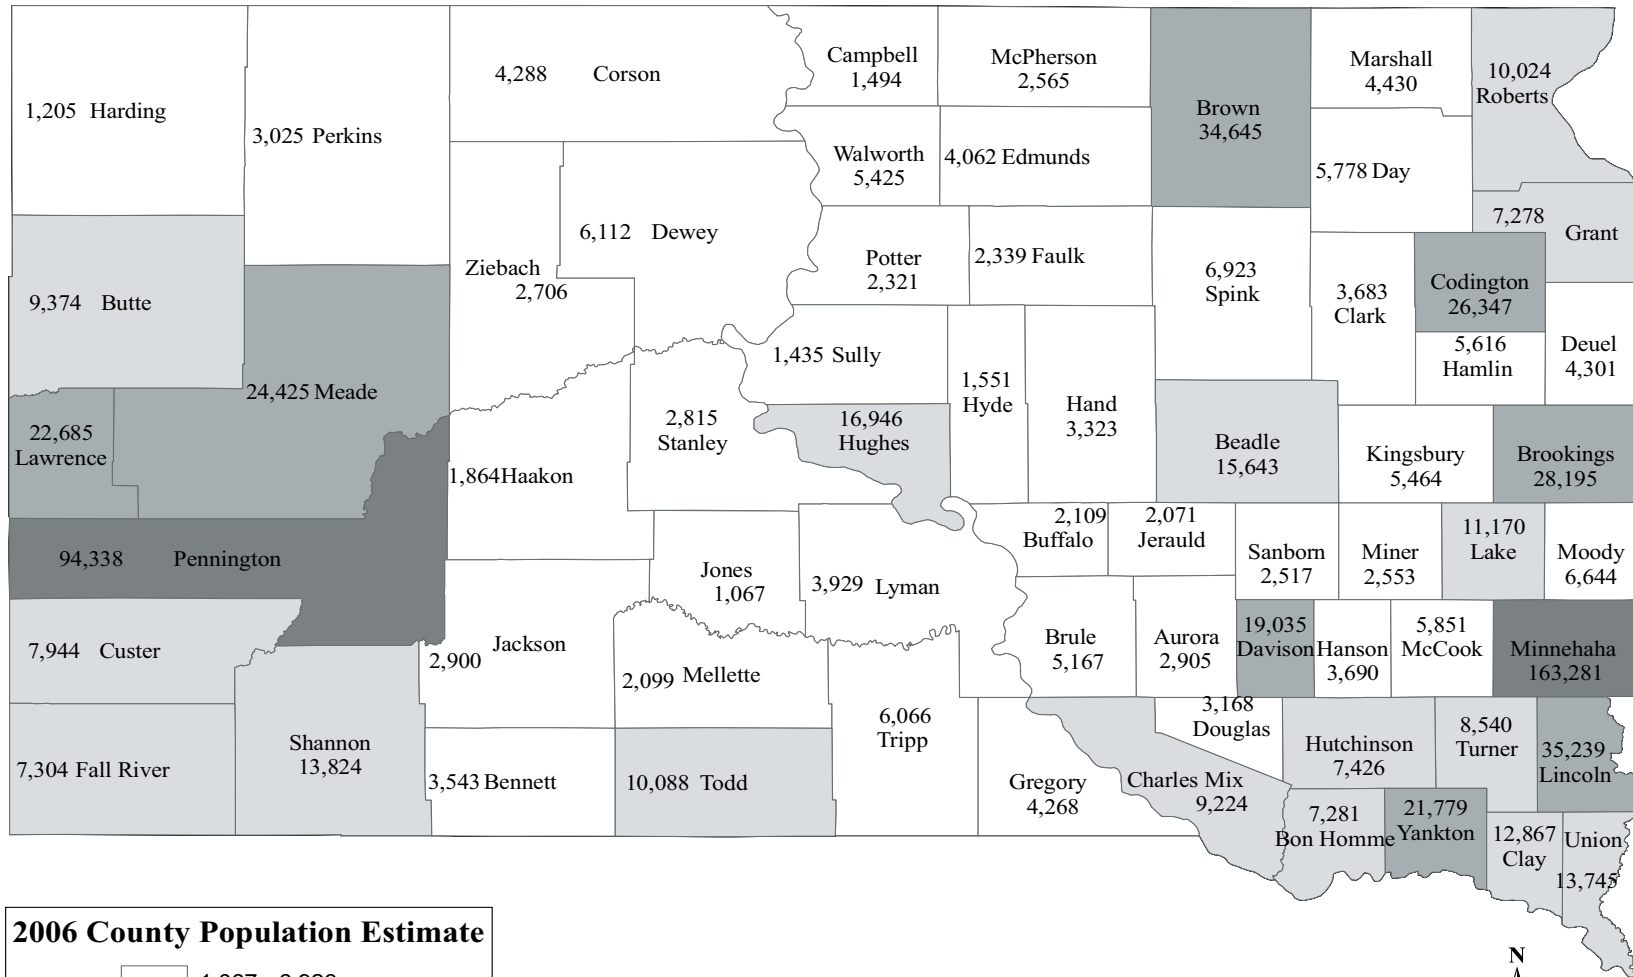 4,288 Corson
Campbell
1,494
McPherson
2,565
Marshall
4,430
10,024
Roberts
1,205 Harding
3,025 Perkins
Brown
34,645
Walworth
5,425
4,062 Edmunds
5,778 Day
7,278
Grant
6,112 Dewey
Ziebach
2,706
Potter
2,321
2,339 Faulk
6,923
Spink
3,683
Clark
Codington
26,347
9,374 Butte
5,616
Hamlin
Deuel
4,301
1,435 Sully
1,551
Hyde
24,425 Meade
Hand
3,323
2,815
Stanley
16,946
Hughes
22,685
Lawrence
Beadle
15,643
Kingsbury
5,464
Brookings
28,195
1,864 Haakon
2,109
Buffalo
2,071
Jerauld
Sanborn
2,517
Miner
2,553
11,170
Lake
Moody
6,644
94,338 Pennington
Jones
1,067
3,929 Lyman
7,944 Custer
2,900
Jackson
2,099 Mellette
Brule
5,167
Aurora
2,905
19,035
Davison
Hanson
3,690
5,851
McCook
Minnehaha
163,281
6,066
Tripp
3,168
Douglas
Hutchinson
7,426
8,540
Turner
35,239
Lincoln
7,304 Fall River
Shannon
13,824
3,543 Bennett
10,088 Todd
Gregory
4,268
Charles Mix
9,224
7,281
Bon Homme
21,779
Yankton
12,867
Clay
Union
13,745
2006 County Population Estimate
N